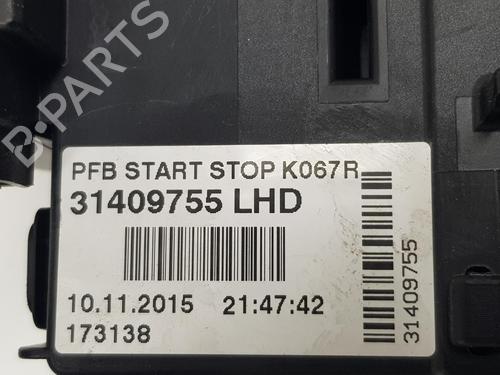 PFB START STOP K067R
31409755 LHD
10.11.2015 21:47:42
173138
31409755
B-PARTS